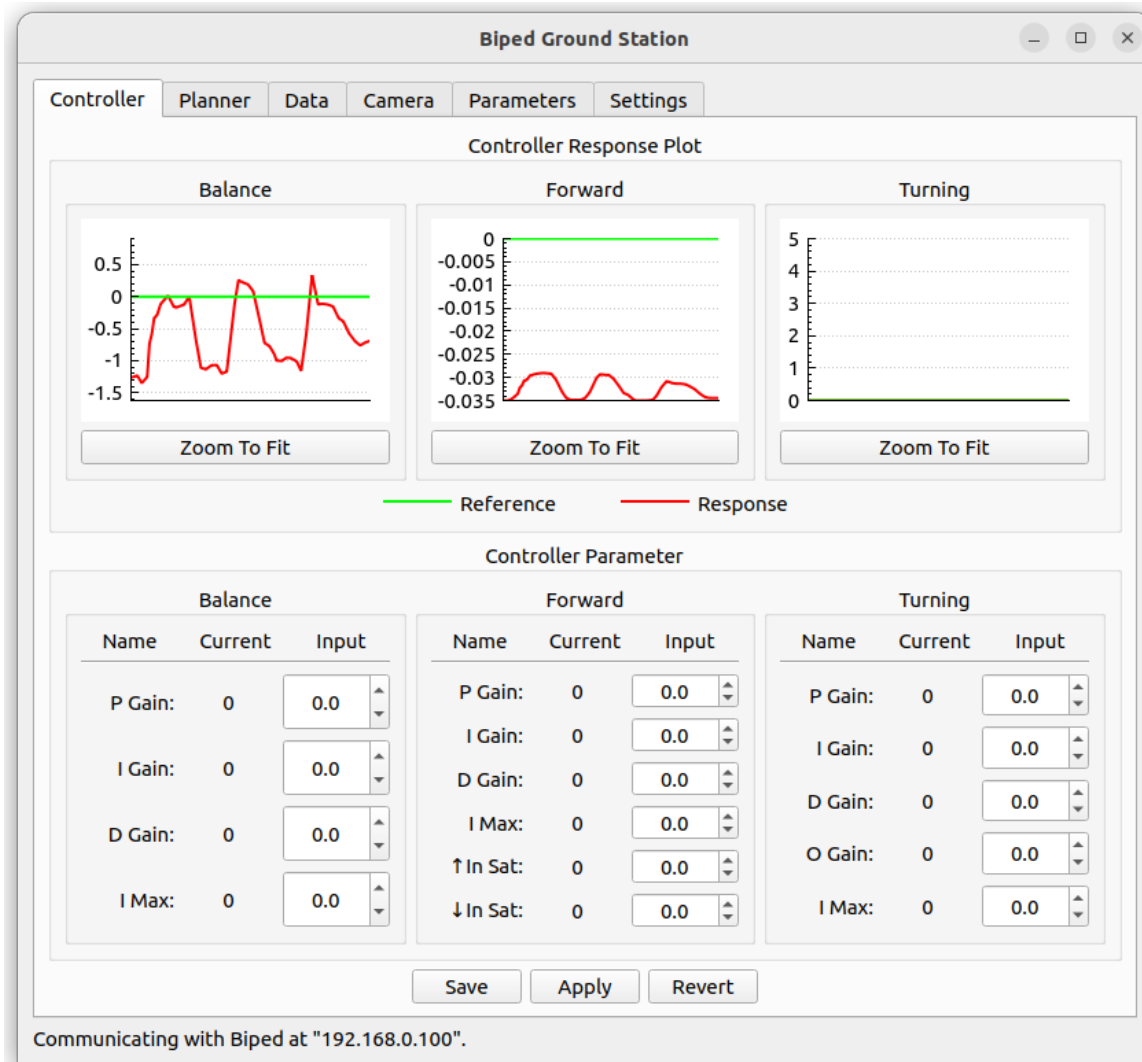 Biped Ground Station
Controller Planner Data Camera Parameters Settings
Controller Response Plot
Balance
0.5
0
-0.5
-1
-1.5
Zoom To Fit
Forward
0
-0.005
-0.01
-0.015
-0.02
-0.025
-0.03
-0.035
Zoom To Fit
Turning
5
4
3
2
1
0
Zoom To Fit
Reference Response
Controller Parameter
Balance
Name Current Input
P Gain: 0 0.0
I Gain: 0 0.0
D Gain: 0 0.0
I Max: 0 0.0
Forward
Name Current Input
P Gain: 0 0.0
I Gain: 0 0.0
D Gain: 0 0.0
I Max: 0 0.0
↑In Sat: 0 0.0
↓In Sat: 0 0.0
Turning
Name Current Input
P Gain: 0 0.0
I Gain: 0 0.0
D Gain: 0 0.0
O Gain: 0 0.0
I Max: 0 0.0
Save Apply Revert
Communicating with Biped at "192.168.0.100".